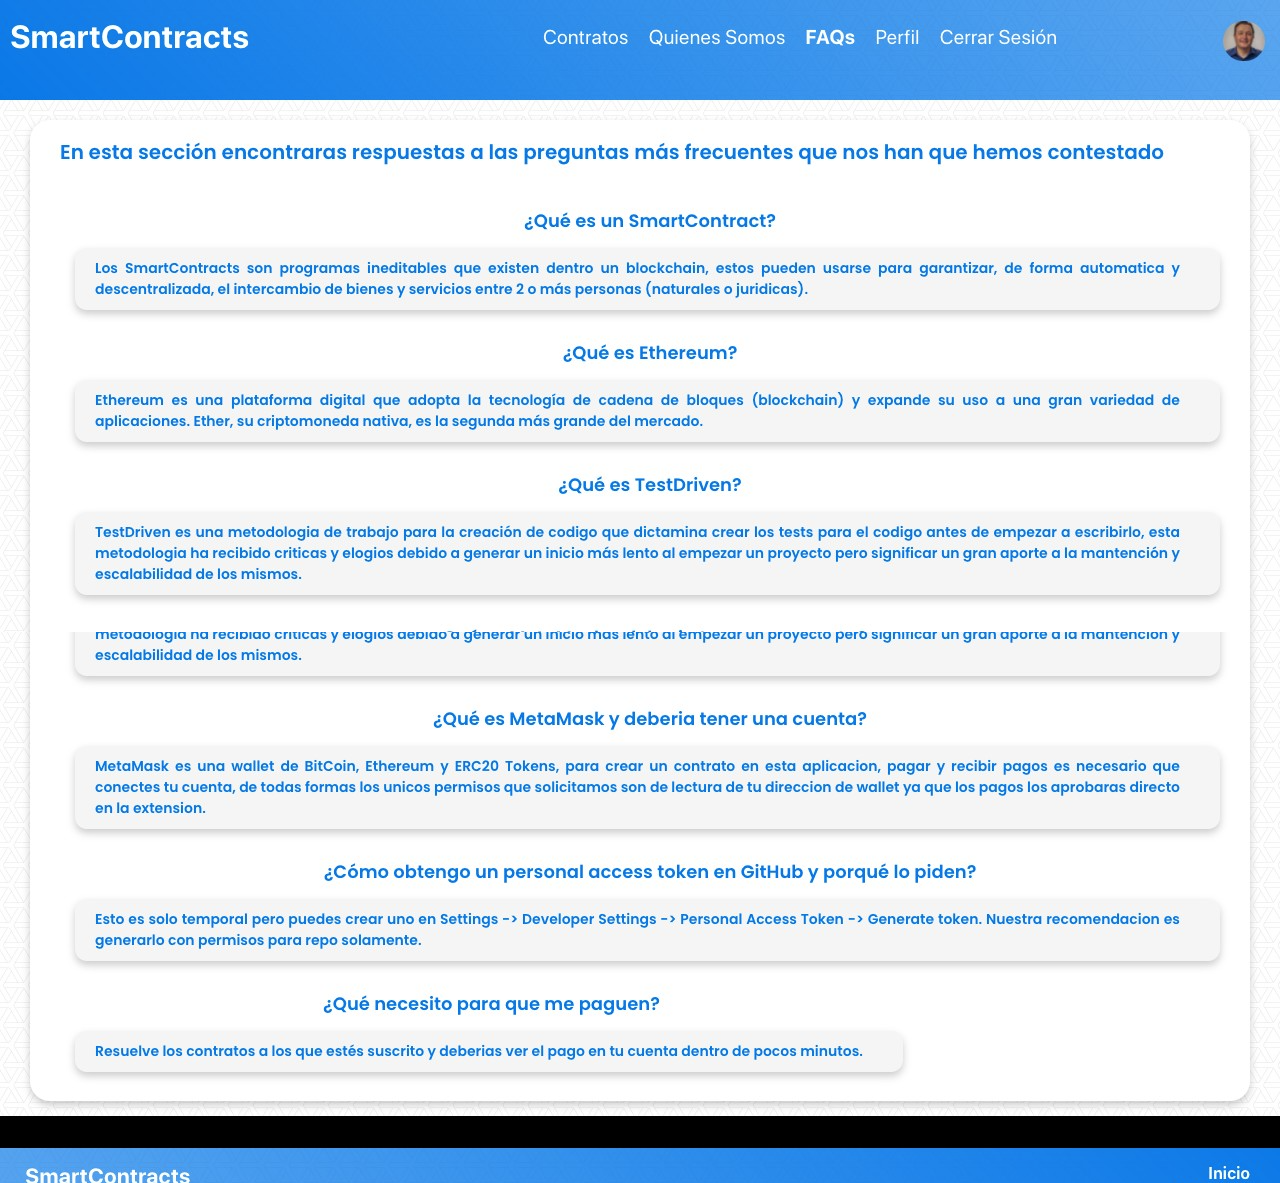 SmartContracts
Contratos Quienes Somos FAQs Perfil Cerrar Sesión
En esta sección encontraras respuestas a las preguntas más frecuentes que nos han que hemos contestado
¿Qué es un SmartContract?
Los SmartContracts son programas ineditables que existen dentro un blockchain, estos pueden usarse para garantizar, de forma automatica y
descentralizada, el intercambio de bienes y servicios entre 2 o más personas (naturales o juridicas).
¿Qué es Ethereum?
Ethereum es una plataforma digital que adopta la tecnología de cadena de bloques (blockchain) y expande su uso a una gran variedad de
aplicaciones. Ether, su criptomoneda nativa, es la segunda más grande del mercado.
¿Qué es TestDriven?
TestDriven es una metodologia de trabajo para la creación de codigo que dictamina crear los tests para el codigo antes de empezar a escribirlo, esta
metodologia ha recibido criticas y elogios debido a generar un inicio más lento al empezar un proyecto pero significar un gran aporte a la mantención y
escalabilidad de los mismos.
metodologia ha recibido criticas y elogios debido a generar un inicio más lento al empezar un proyecto pero significar un gran aporte a la mantención y
escalabilidad de los mismos.
¿Qué es MetaMask y deberia tener una cuenta?
MetaMask es una wallet de BitCoin, Ethereum y ERC20 Tokens, para crear un contrato en esta aplicacion, pagar y recibir pagos es necesario que
conectes tu cuenta, de todas formas los unicos permisos que solicitamos son de lectura de tu direccion de wallet ya que los pagos los aprobaras directo
en la extension.
¿Cómo obtengo un personal access token en GitHub y porqué lo piden?
Esto es solo temporal pero puedes crear uno en Settings -> Developer Settings -> Personal Access Token -> Generate token. Nuestra recomendacion es
generarlo con permisos para repo solamente.
¿Qué necesito para que me paguen?
Resuelve los contratos a los que estés suscrito y deberias ver el pago en tu cuenta dentro de pocos minutos.
SmartContracts
Inicio